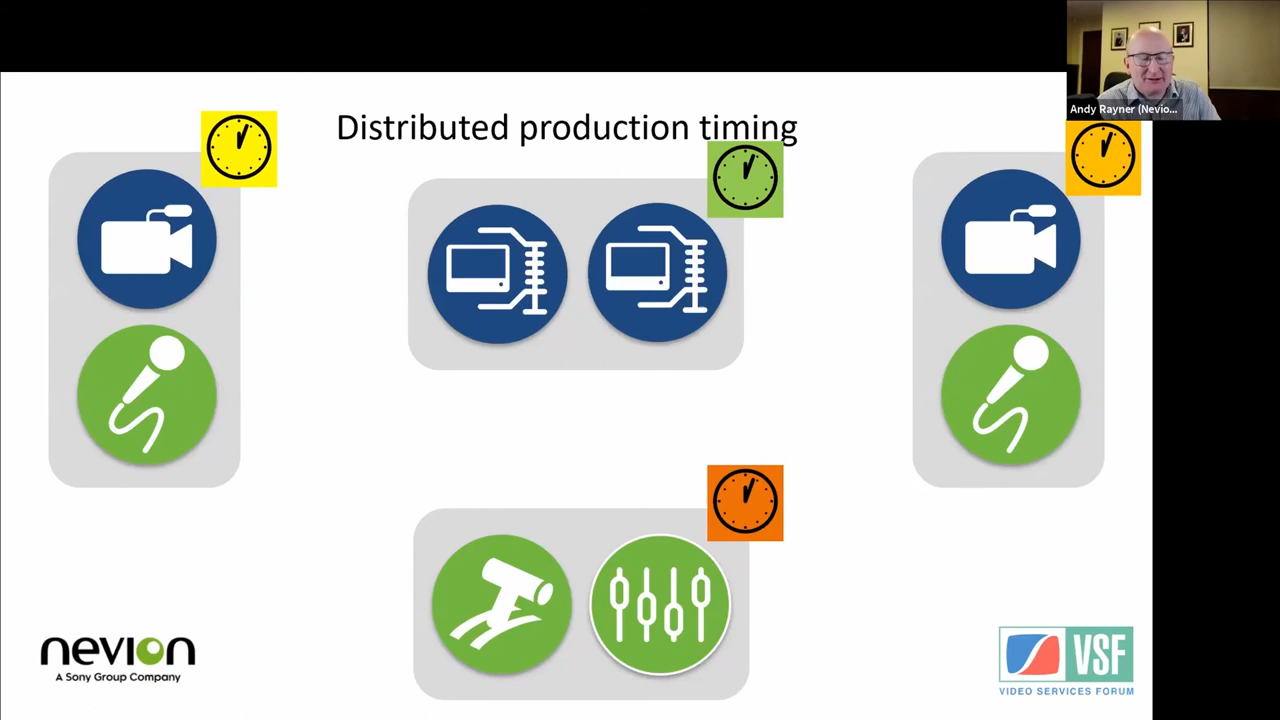 Andy Rayner (Nevio...
Distributed production timing
nevion
A Sony Group Company
VSF
VIDEO SERVICES FORUM